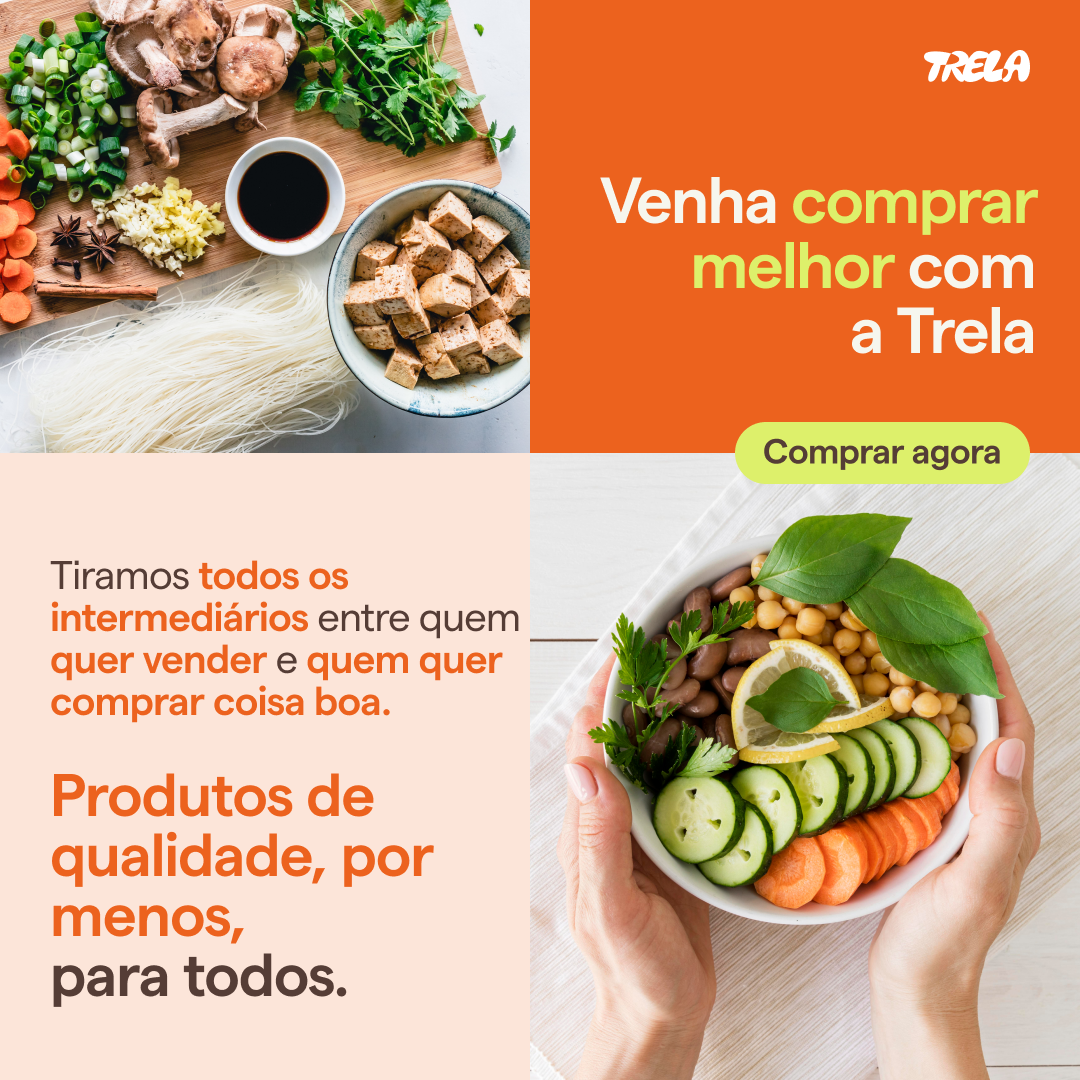 TRELA
Venha comprar
melhor com
a Trela
Comprar agora
Tiramos todos os
intermediários entre quem
quer vender e quem quer
comprar coisa boa.
Produtos de
qualidade, por
menos,
para todos.